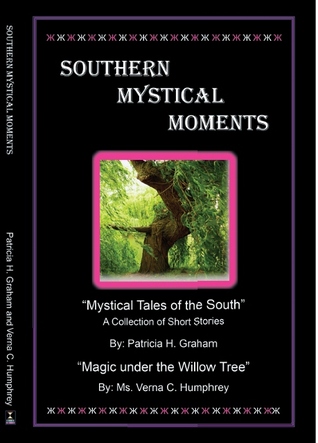 SOUTHERN MYSTICAL MOMENTS
Patricia H. Graham and Verna C. Humphrey
SOUTHERN
MYSTICAL
MOMENTS
"Mystical Tales of the South"
A Collection of Short Stories
By: Patricia H. Graham
"Magic under the Willow Tree"
By: Ms. Verna C. Humphrey